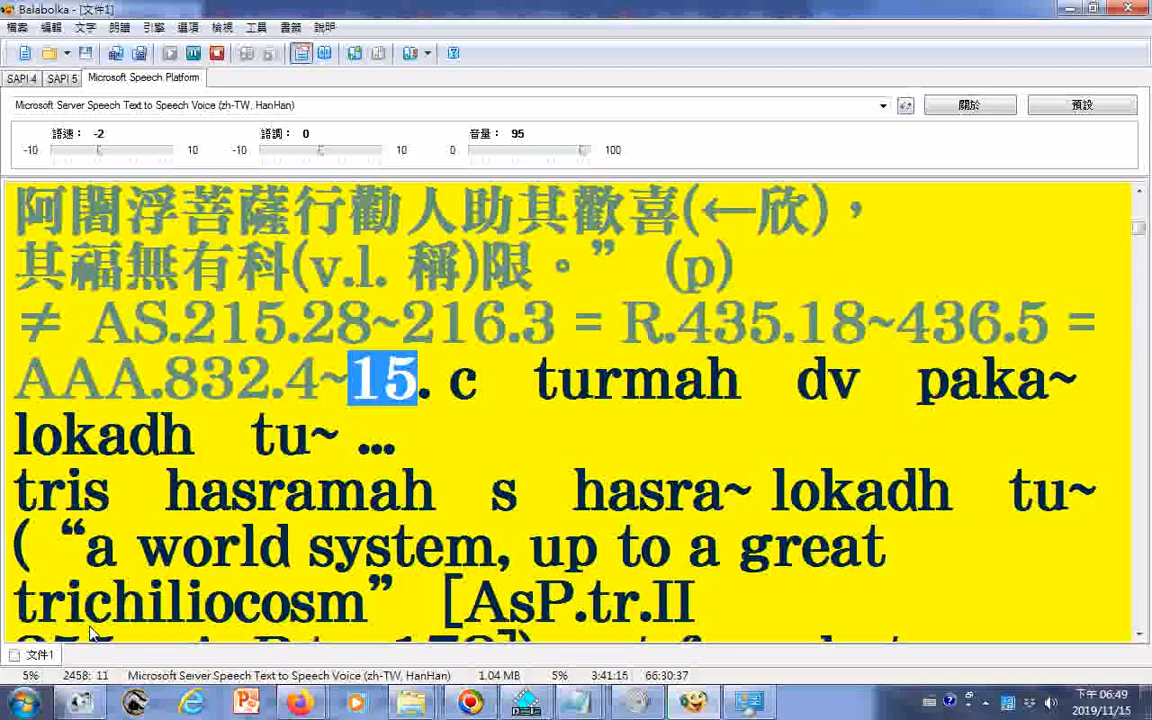 Balabolka - [文件1]
檔案 編輯 文字 朗讀 引擎 選項 檢視 工具 書籤 說明
SAPI 4 SAPI 5 Microsoft Speech Platform
Microsoft Server Speech Text to Speech Voice (zh-TW, HanHan) 關於 預設
語速： -2 語調： 0 音量： 95
-10 10 -10 10 0 100
阿閦浮菩薩行勸人助其歡喜(←欣)，
其福無有科(v.l. 稱)限。” (p)
≠ AS.215.28~216.3 = R.435.18~436.5 =
AAA.832.4~15. c turmah dv paka~
lokadh tu~ ...
tris hasramah s hasra~ lokadh tu~
( “a world system, up to a great
trichiliocosm” [AsP.tr.II
文件1
5% 2458: 11 Microsoft Server Speech Text to Speech Voice (zh-TW, HanHan) 1.04 MB 5% 3:41:16 66:30:37
下午 06:49
2019/11/15